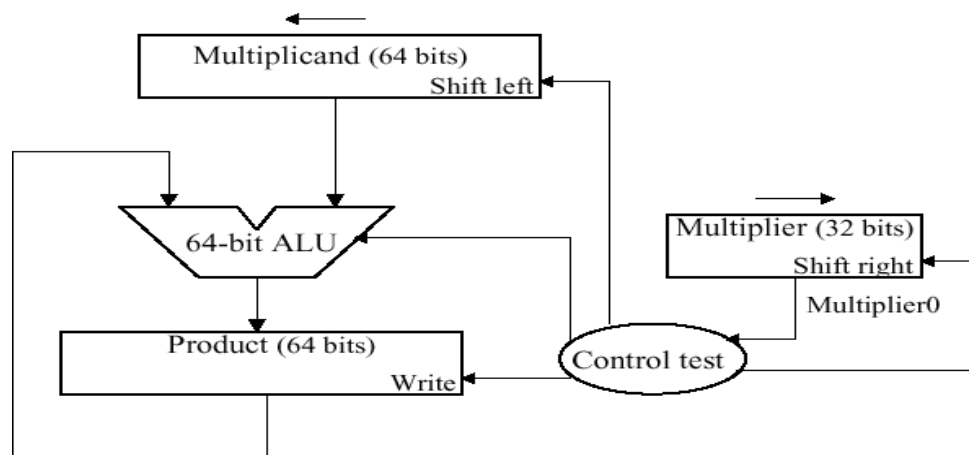 Multiplicand (64 bits)
Shift left
64-bit ALU
Multiplier (32 bits)
Shift right
Multiplier0
Product (64 bits)
Write
Control test